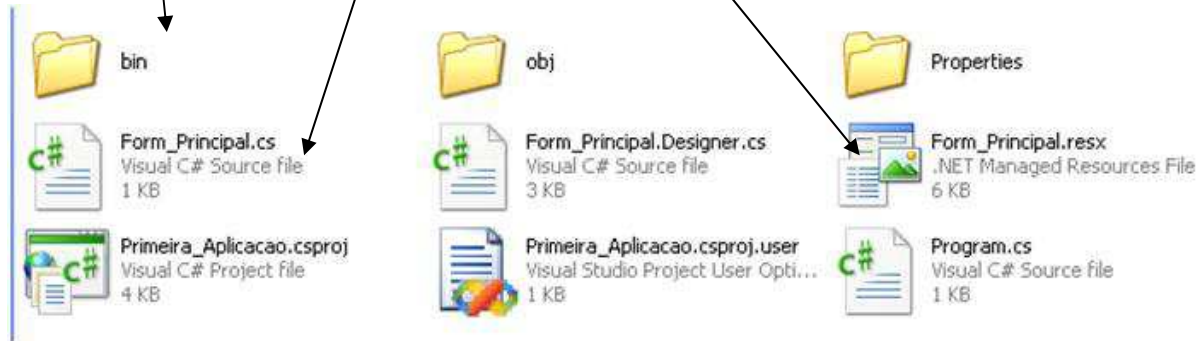 bin
obj
Properties
Form_Principal.cs
Visual C# Source file
1 KB
Form_Principal.Designer.cs
Visual C# Source file
3 KB
Form_Principal.resx
.NET Managed Resources File
6 KB
Primeira_Aplicacao.csproj
Visual C# Project file
4 KB
Primeira_Aplicacao.csproj.user
Visual Studio Project User Opti...
1 KB
Program.cs
Visual C# Source file
1 KB